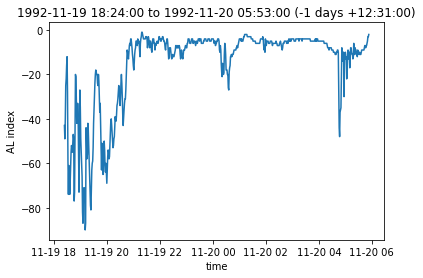 1992-11-19 18:24:00 to 1992-11-20 05:53:00 (-1 days +12:31:00)
0
−20
−40
−60
−80
AL index
11-19 18 11-19 20 11-19 22 11-20 00 11-20 02 11-20 04 11-20 06
time